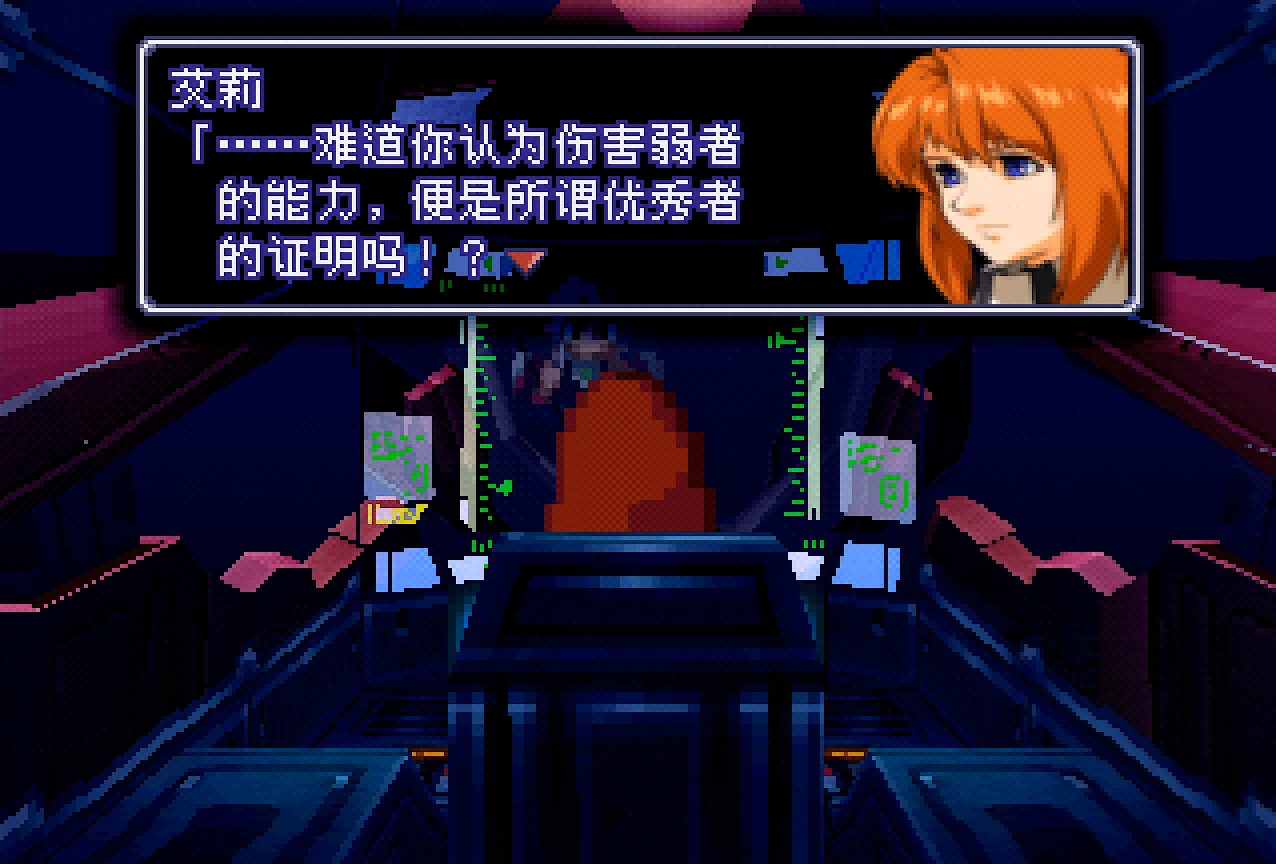 艾莉
「……难道你认为伤害弱者
的能力，便是所谓优秀者
的证明吗！？